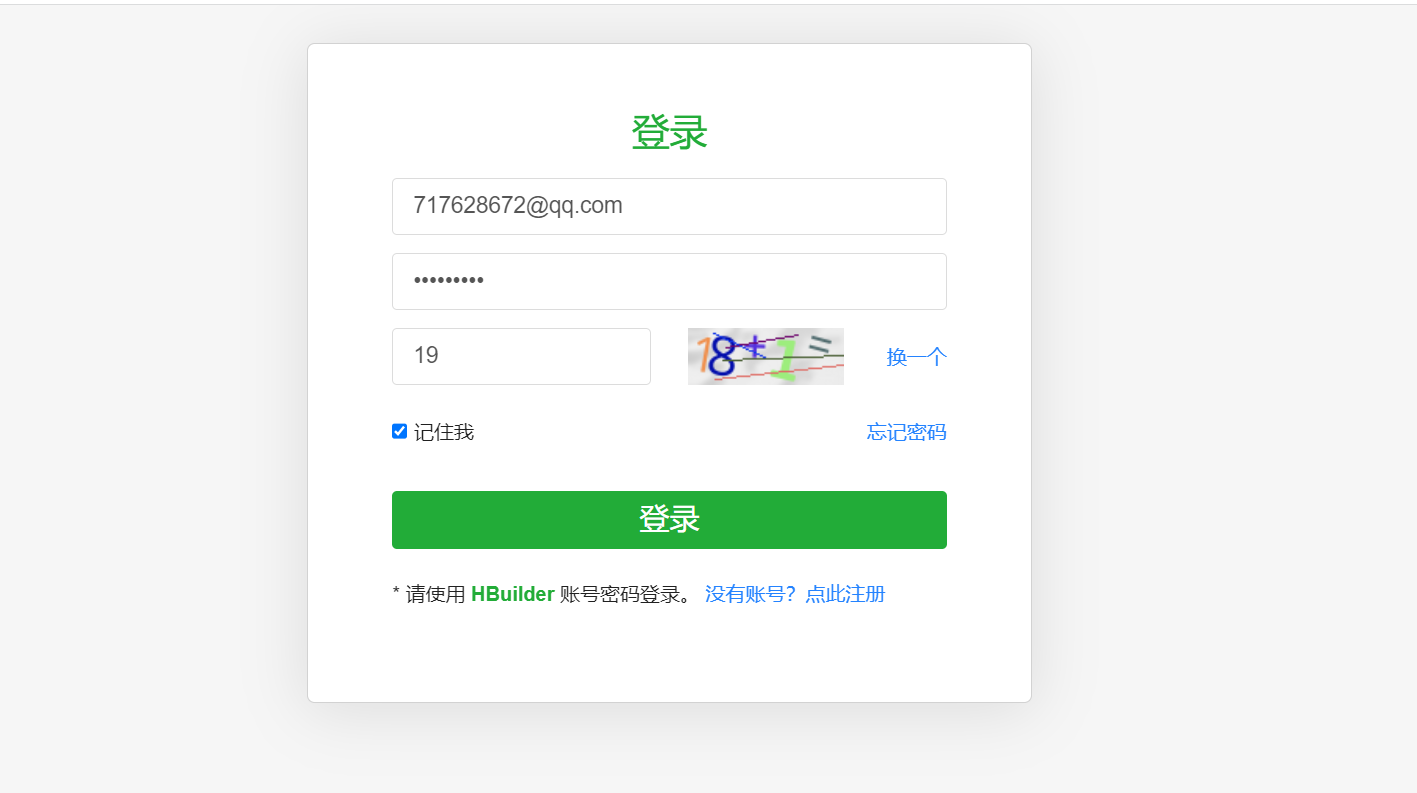 登录
717628672@qq.com
•••••••••
19 18+1= 换一个
记住我 忘记密码
登录
* 请使用 HBuilder 账号密码登录。 没有账号？点此注册